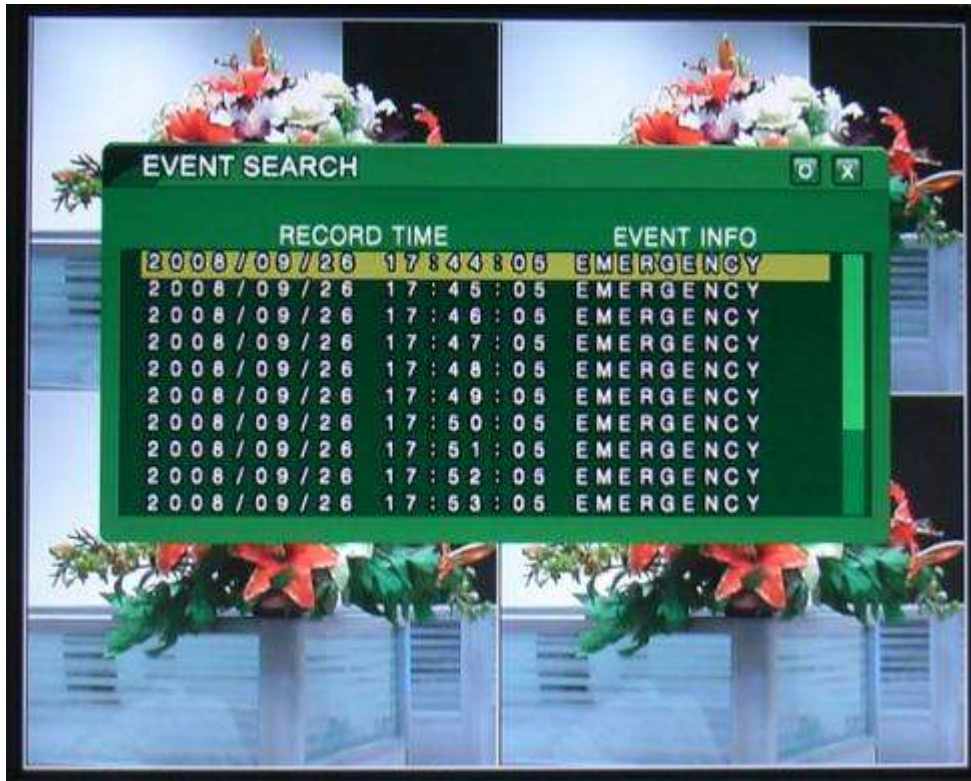 EVENT SEARCH O X
RECORD TIME EVENT INFO
2008/09/26 17:44:05 EMERGENCY
2008/09/26 17:45:05 EMERGENCY
2008/09/26 17:46:05 EMERGENCY
2008/09/26 17:47:05 EMERGENCY
2008/09/26 17:48:05 EMERGENCY
2008/09/26 17:49:05 EMERGENCY
2008/09/26 17:50:05 EMERGENCY
2008/09/26 17:51:05 EMERGENCY
2008/09/26 17:52:05 EMERGENCY
2008/09/26 17:53:05 EMERGENCY